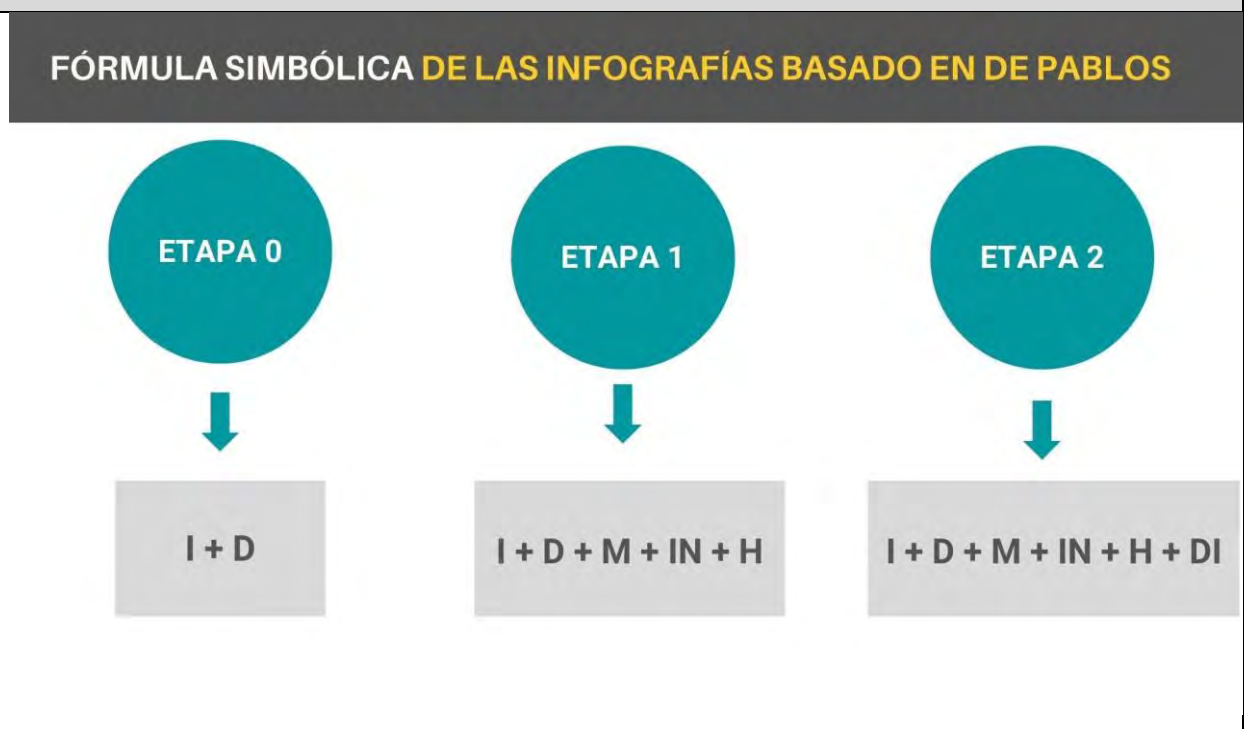 FÓRMULA SIMBÓLICA DE LAS INFOGRAFÍAS BASADO EN DE PABLOS
ETAPA 0
ETAPA 1
ETAPA 2
I + D
I + D + M + IN + H
I + D + M + IN + H + DI